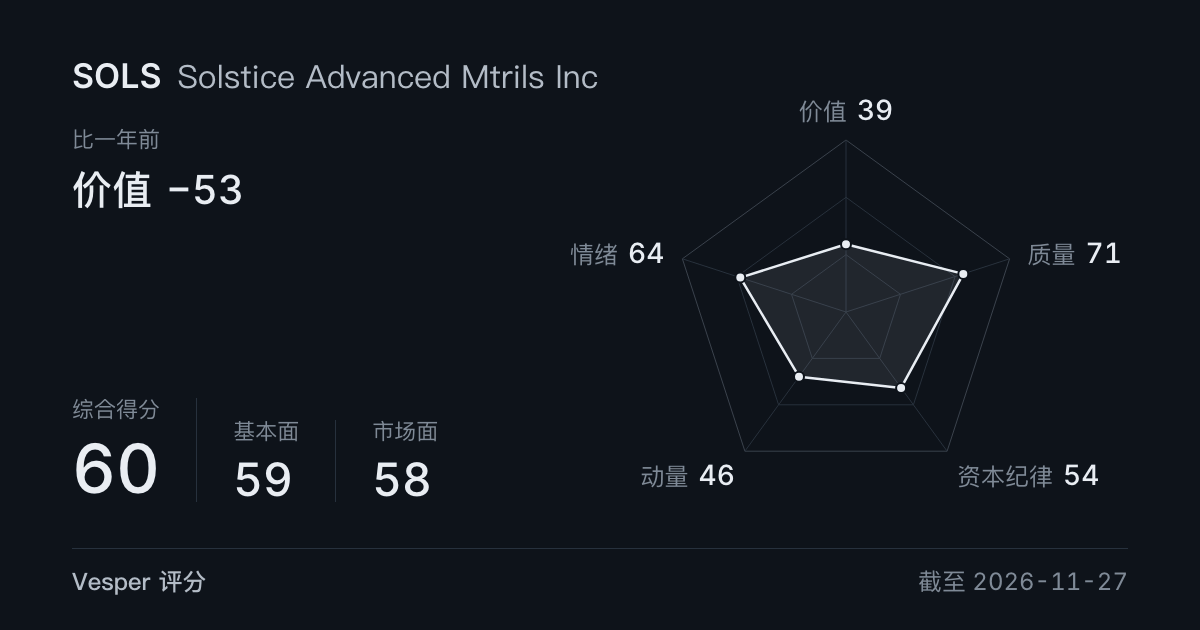 SOLS Solstice Advanced Mtrils Inc
比一年前
价值 −53
价值 39
情绪 64
质量 71
动量 46
资本纪律 54
综合得分
60
基本面
59
市场面
58
Vesper 评分
截至 2026-11-27